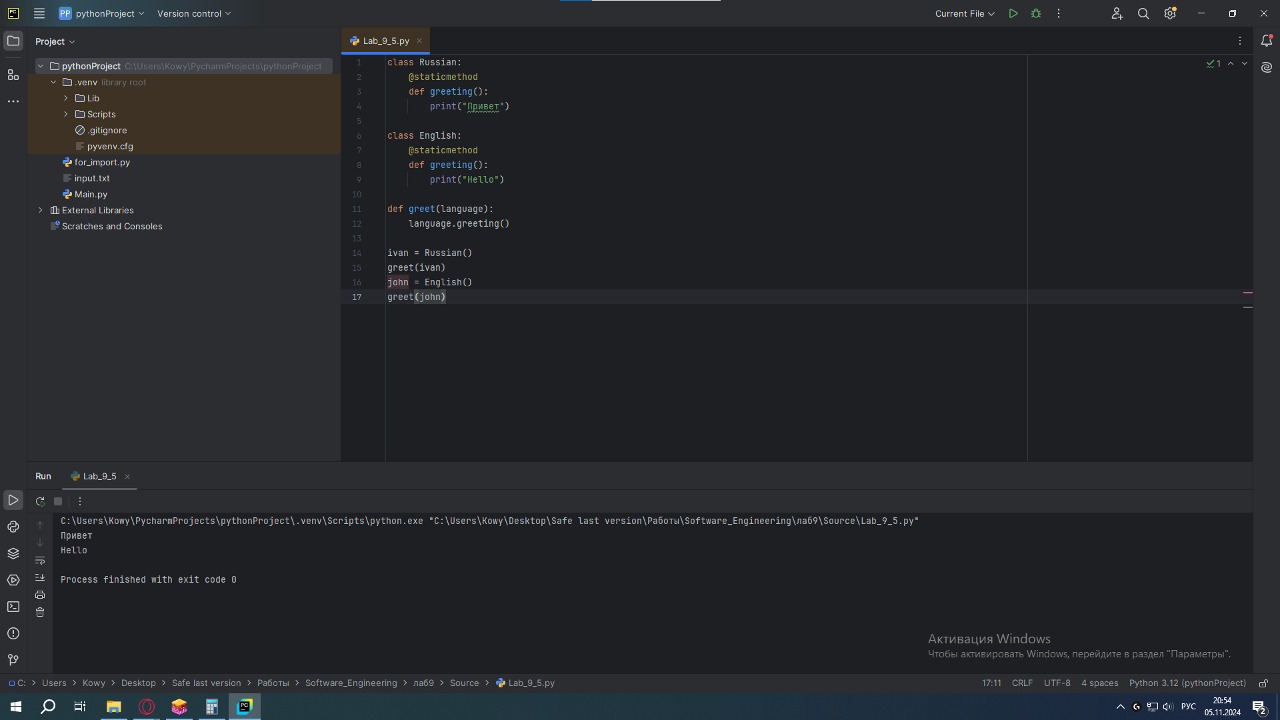 PP pythonProject Version control Current File
Project
pythonProject C:\Users\Kowy\PycharmProjects\pythonProject
.venv library root
Lib
Scripts
.gitignore
pyvenv.cfg
for_import.py
input.txt
Main.py
External Libraries
Scratches and Consoles
Lab_9_5.py
1
1 class Russian:
2 @staticmethod
3 def greeting():
4 print("Привет")
5
6 class English:
7 @staticmethod
8 def greeting():
9 print("Hello")
10
11 def greet(language):
12 language.greeting()
13
14 ivan = Russian()
15 greet(ivan)
16 john = English()
17 greet(john)
Run Lab_9_5
C:\Users\Kowy\PycharmProjects\pythonProject\.venv\Scripts\python.exe "C:\Users\Kowy\Desktop\Safe last version\Работы\Software_Engineering\лаб9\Source\Lab_9_5.py"
Привет
Hello
Process finished with exit code 0
Активация Windows
Чтобы активировать Windows, перейдите в раздел "Параметры".
C: > Users > Kowy > Desktop > Safe last version > Работы > Software_Engineering > лаб9 > Source > Lab_9_5.py 17:11 CRLF UTF-8 4 spaces Python 3.12 (pythonProject)
PC РУС 20:54
05.11.2024 2